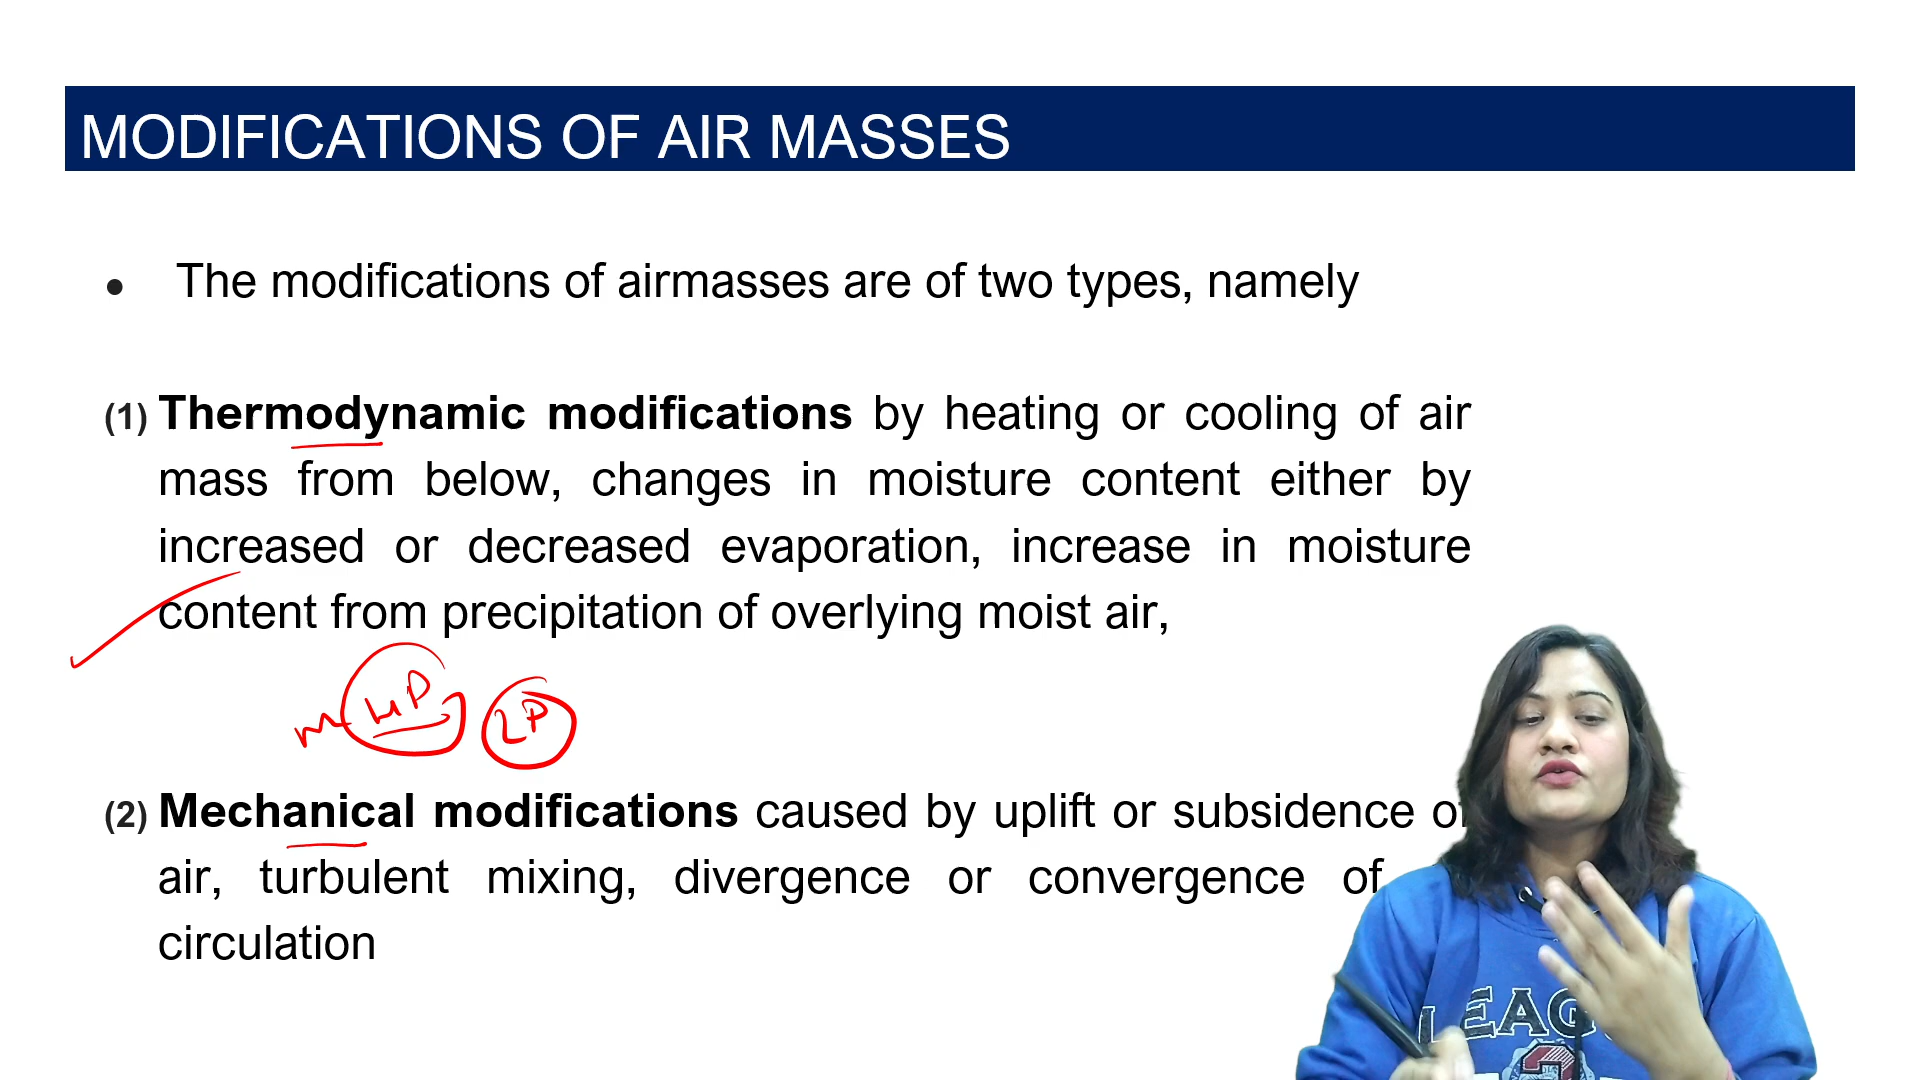 MODIFICATIONS OF AIR MASSES
• The modifications of airmasses are of two types, namely
(1) Thermodynamic modifications by heating or cooling of air
mass from below, changes in moisture content either by
increased or decreased evaporation, increase in moisture
content from precipitation of overlying moist air,
HP LP
(2) Mechanical modifications caused by uplift or subsidence of
air, turbulent mixing, divergence or convergence of
circulation
LEAG